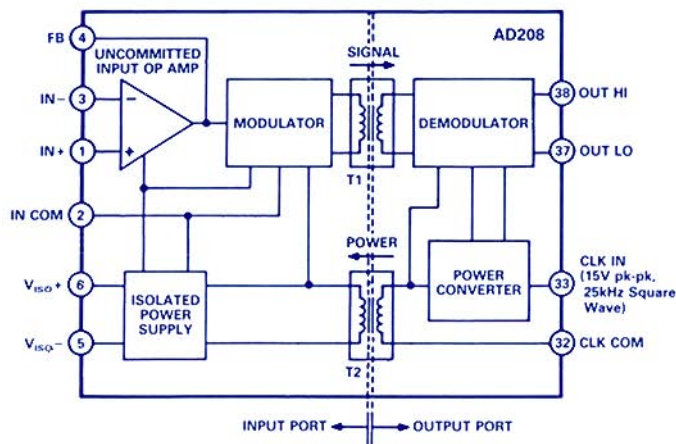 AD208
FB
4
UNCOMMITTED
INPUT OP AMP
SIGNAL
IN−
3
−
MODULATOR
DEMODULATOR
38
OUT HI
IN+
1
+
37
OUT LO
T1
IN COM
2
POWER
VISO+
6
ISOLATED
POWER
SUPPLY
POWER
CONVERTER
33
CLK IN
(15V pk-pk,
25kHz Square
Wave)
VISO−
5
32
CLK COM
T2
INPUT PORT
OUTPUT PORT